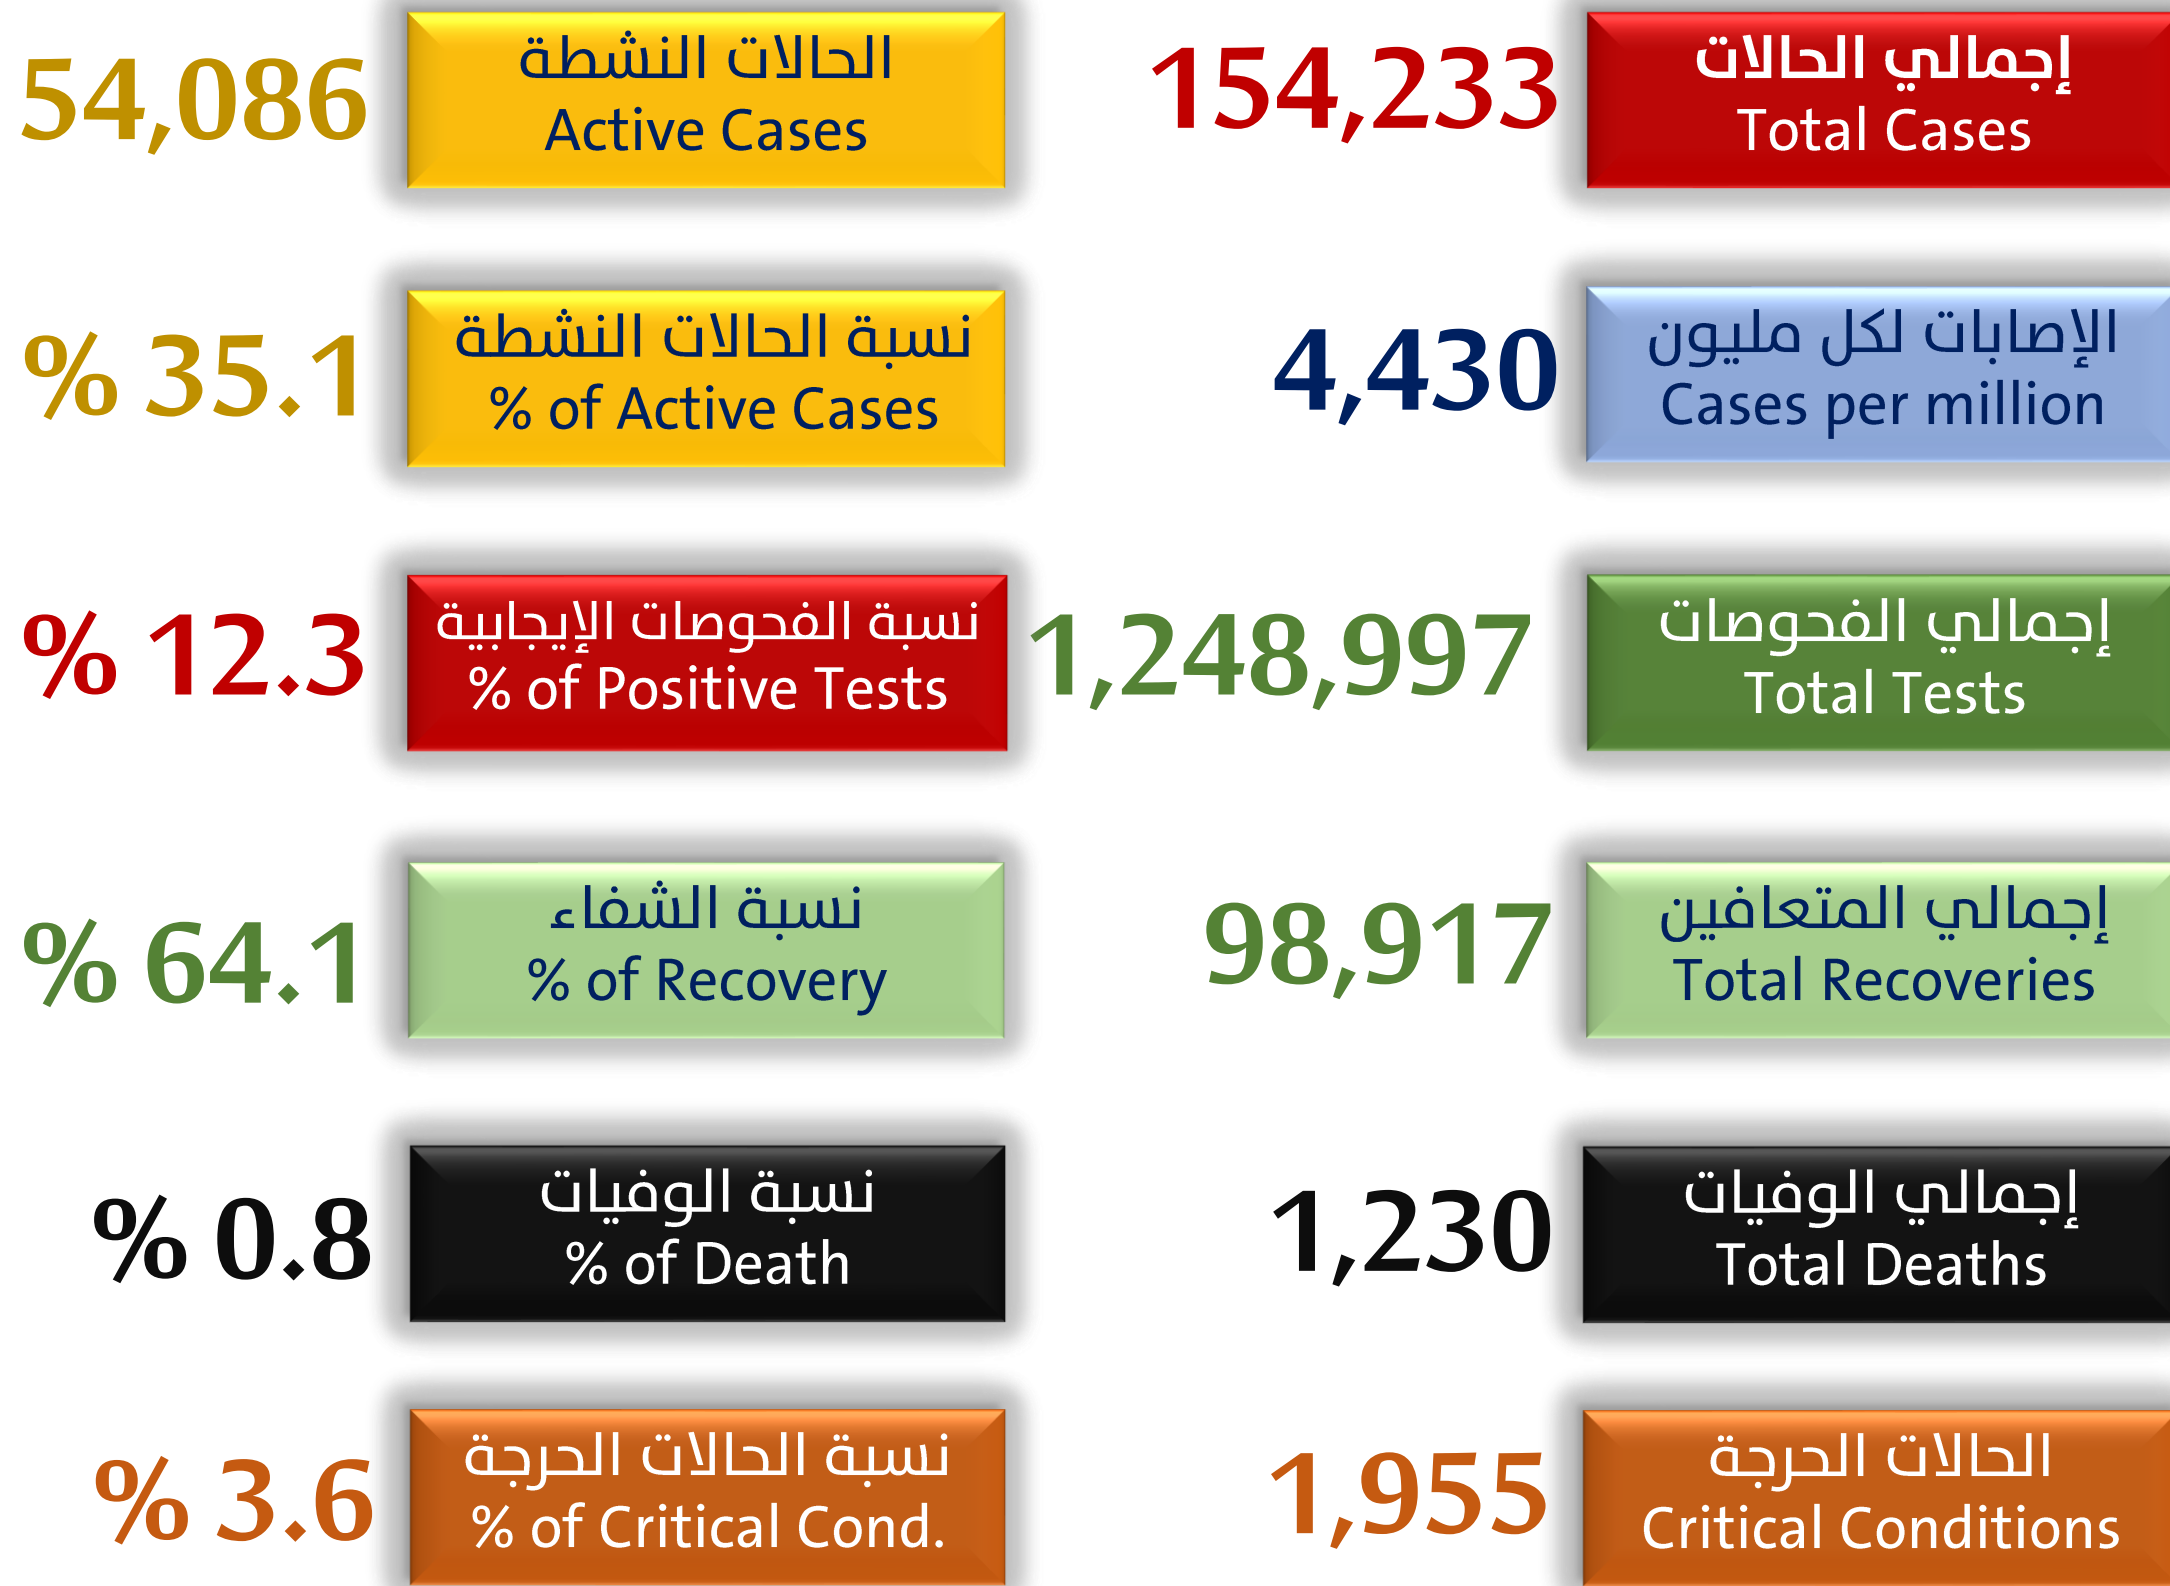 إجمالي الحالات
Total Cases
154,233
الحالات النشطة
Active Cases
54,086
الإصابات لكل مليون
Cases per million
4,430
نسبة الحالات النشطة
% of Active Cases
% 35.1
إجمالي الفحوصات
Total Tests
1,248,997
نسبة الفحوصات الإيجابية
% of Positive Tests
% 12.3
إجمالي المتعافين
Total Recoveries
98,917
نسبة الشفاء
% of Recovery
% 64.1
إجمالي الوفيات
Total Deaths
1,230
نسبة الوفيات
% of Death
% 0.8
الحالات الحرجة
Critical Conditions
1,955
نسبة الحالات الحرجة
% of Critical Cond.
% 3.6